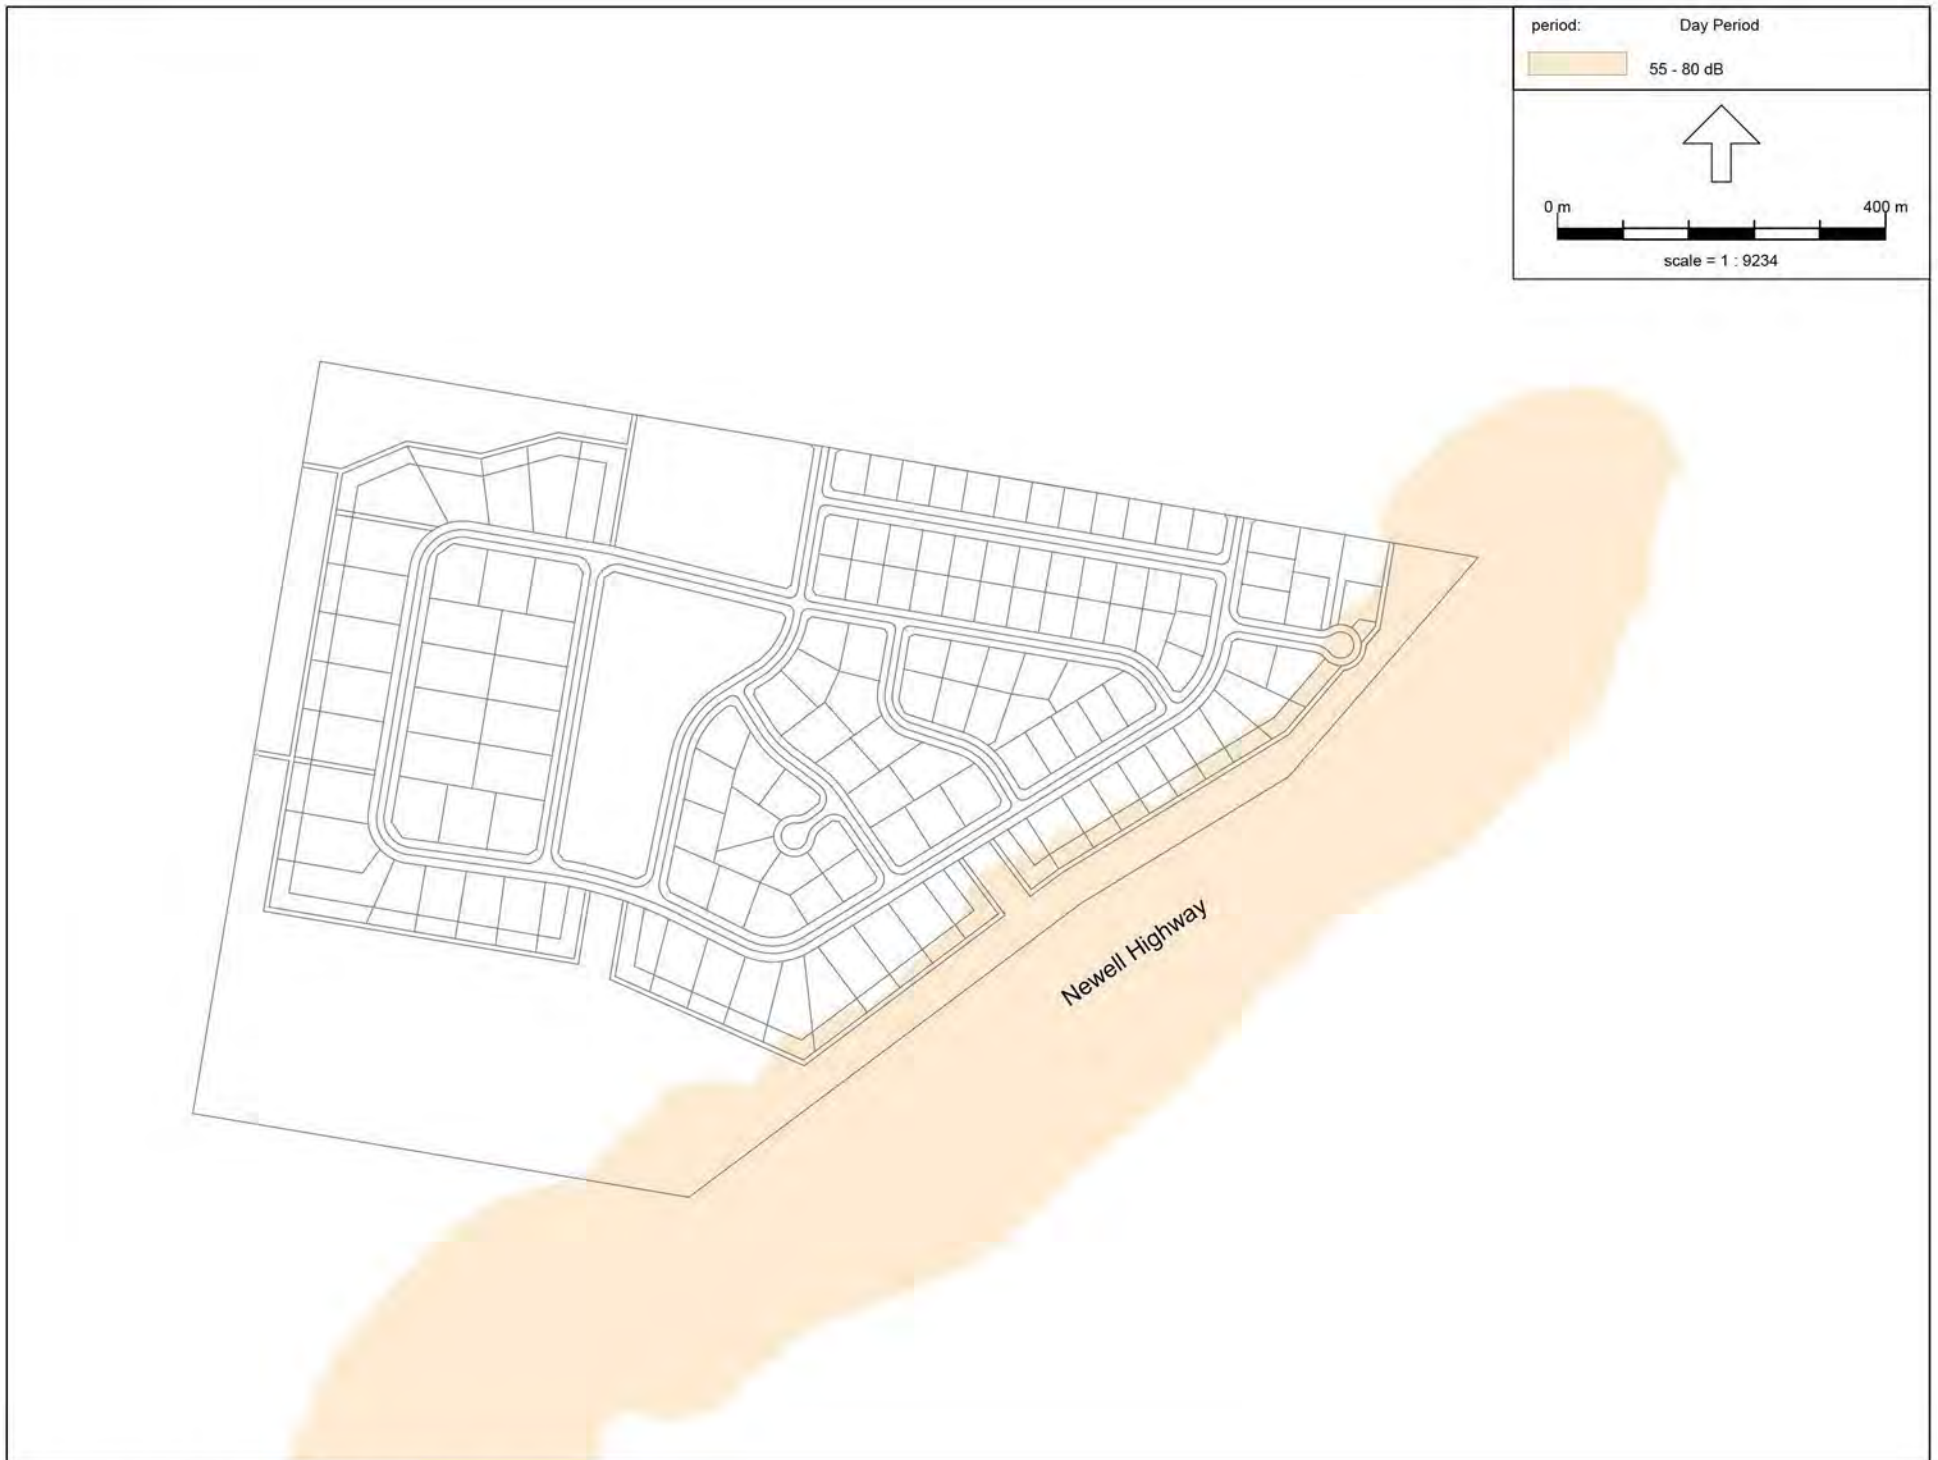 period: Day Period
55 - 80 dB
0 m 400 m
scale = 1 : 9234
Newell Highway